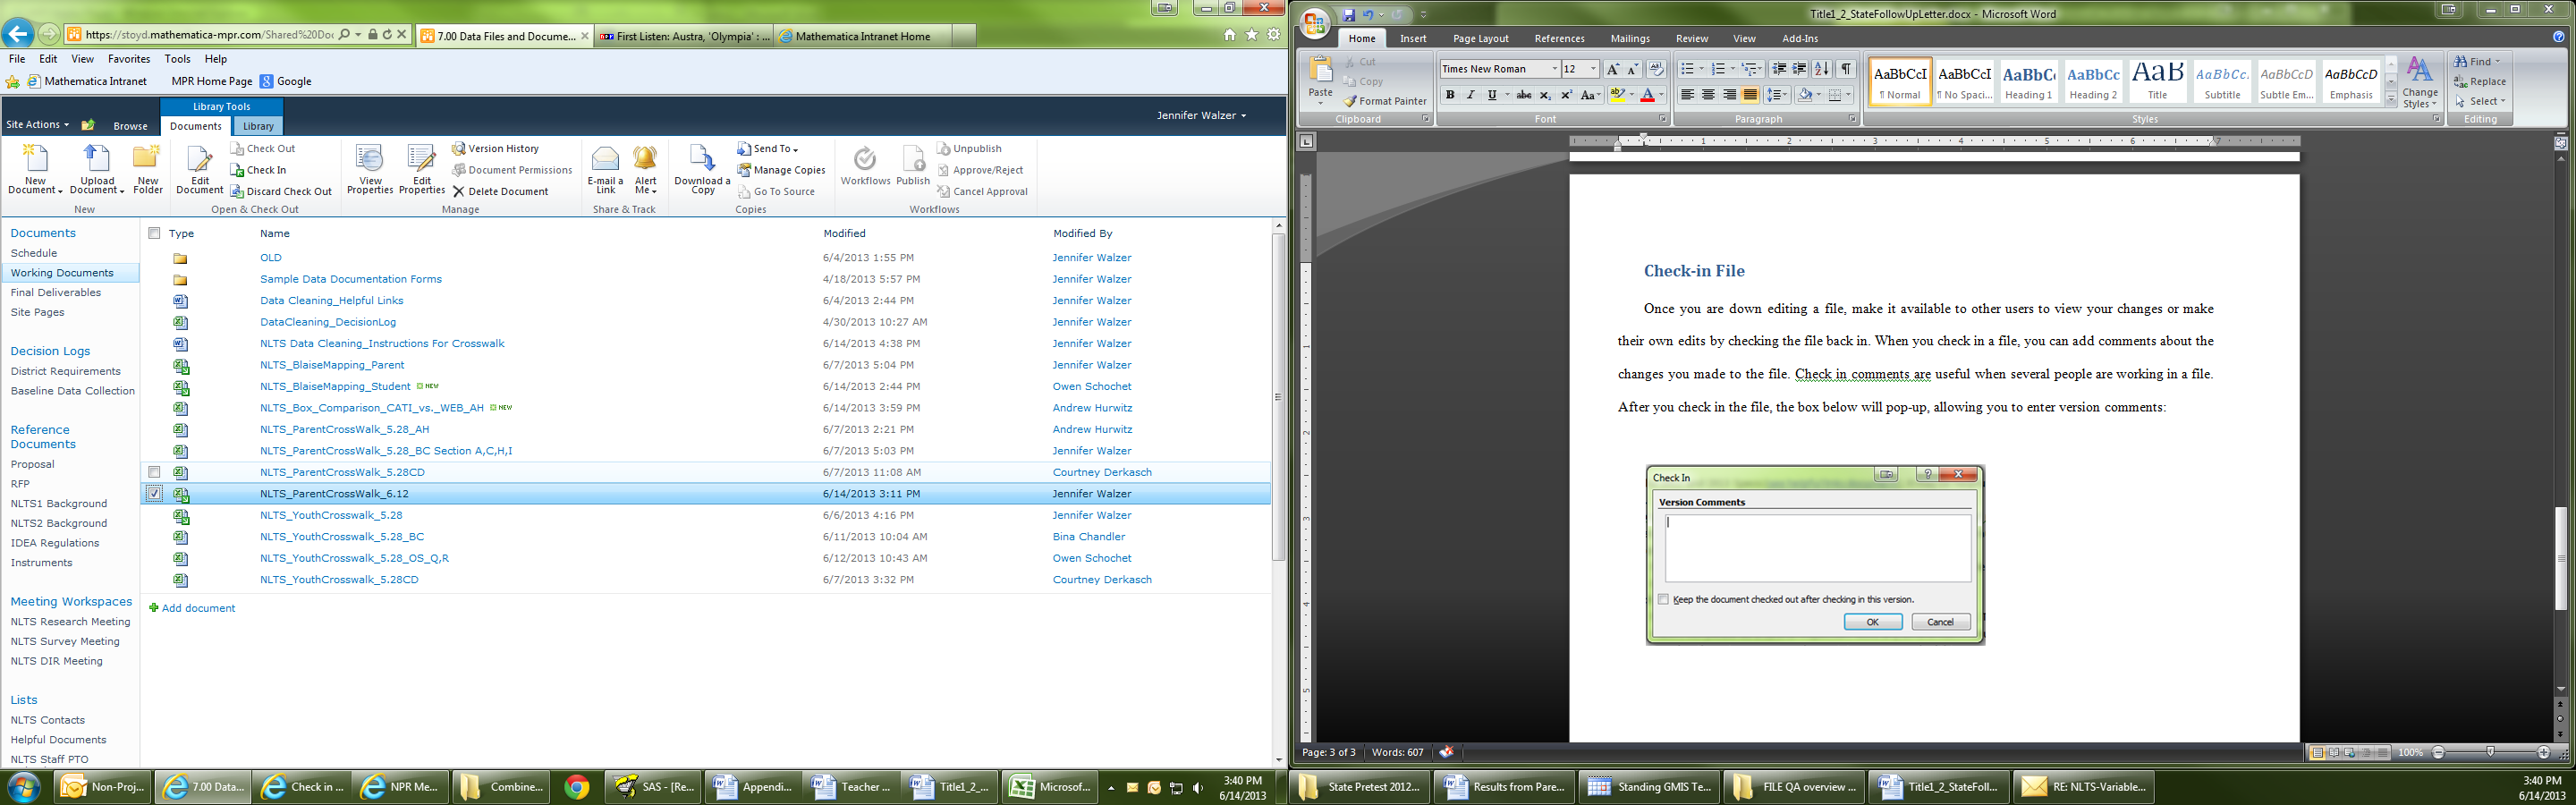 https://stoyd.mathematica-mpr.com/Shared%20Doc
7.00 Data Files and Docume...
First Listen: Austra, 'Olympia' : ...
Mathematica Intranet Home
File Edit View Favorites Tools Help
Mathematica Intranet MPR Home Page Google
Library Tools
Site Actions Browse Documents Library
Jennifer Walzer
New Document
Upload Document
New Folder
New
Edit Document
Check Out
Check In
Discard Check Out
Open & Check Out
View Properties
Edit Properties
Version History
Document Permissions
Delete Document
Manage
E-mail a Link
Alert Me
Share & Track
Download a Copy
Send To
Manage Copies
Go To Source
Copies
Workflows
Publish
Unpublish
Approve/Reject
Cancel Approval
Workflows
Documents
Schedule
Working Documents
Final Deliverables
Site Pages
Decision Logs
District Requirements
Baseline Data Collection
Reference
Documents
Proposal
RFP
NLTS1 Background
NLTS2 Background
IDEA Regulations
Instruments
Meeting Workspaces
NLTS Research Meeting
NLTS Survey Meeting
NLTS DIR Meeting
Lists
NLTS Contacts
Helpful Documents
NLTS Staff PTO
Type Name Modified Modified By
OLD 6/4/2013 1:55 PM Jennifer Walzer
Sample Data Documentation Forms 4/18/2013 5:57 PM Jennifer Walzer
Data Cleaning_Helpful Links 6/4/2013 2:44 PM Jennifer Walzer
DataCleaning_DecisionLog 4/30/2013 10:27 AM Jennifer Walzer
NLTS Data Cleaning_Instructions For Crosswalk 6/14/2013 4:38 PM Jennifer Walzer
NLTS_BlaiseMapping_Parent 6/7/2013 5:04 PM Jennifer Walzer
NLTS_BlaiseMapping_Student NEW 6/14/2013 2:44 PM Owen Schochet
NLTS_Box_Comparison_CATI_vs._WEB_AH NEW 6/14/2013 3:59 PM Andrew Hurwitz
NLTS_ParentCrossWalk_5.28_AH 6/7/2013 2:21 PM Andrew Hurwitz
NLTS_ParentCrossWalk_5.28_BC Section A,C,H,I 6/7/2013 5:03 PM Jennifer Walzer
NLTS_ParentCrossWalk_5.28CD 6/7/2013 11:08 AM Courtney Derkasch
NLTS_ParentCrossWalk_6.12 6/14/2013 3:11 PM Jennifer Walzer
NLTS_YouthCrosswalk_5.28 6/6/2013 4:16 PM Jennifer Walzer
NLTS_YouthCrosswalk_5.28_BC 6/11/2013 10:04 AM Bina Chandler
NLTS_YouthCrosswalk_5.28_OS_Q,R 6/12/2013 10:43 AM Owen Schochet
NLTS_YouthCrosswalk_5.28CD 6/7/2013 3:32 PM Courtney Derkasch
Add document
Title1_2_StateFollowUpLetter.docx - Microsoft Word
Home Insert Page Layout References Mailings Review View Add-Ins
Paste
Cut
Copy
Format Painter
Clipboard
Times New Roman 12
Font
Paragraph
AaBbCcI AaBbCcI AaBbCc AaBbCc AaB AaBbCc. AaBbCcD AaBbCcD
¶ Normal ¶ No Spaci... Heading 1 Heading 2 Title Subtitle Subtle Em... Emphasis
Change Styles
Styles
Find
Replace
Select
Editing
1 2 3 4 5 6 7
Check-in File
Once you are down editing a file, make it available to other users to view your changes or make
their own edits by checking the file back in. When you check in a file, you can add comments about the
changes you made to the file. Check in comments are useful when several people are working in a file.
After you check in the file, the box below will pop-up, allowing you to enter version comments:
Check In
Version Comments
Keep the document checked out after checking in this version.
OK Cancel
Page: 3 of 3 Words: 607
100%
Non-Proj... 7.00 Data... Check in ... NPR Me... Combine... SAS - [Re... Appendi... Teacher ... Title1_2_... Microsof...
3:40 PM
6/14/2013
State Pretest 2012... Results from Pare... Standing GMIS Te... FILE QA overview ... Title1_2_StateFoll... RE: NLTS-Variable...
3:40 PM
6/14/2013